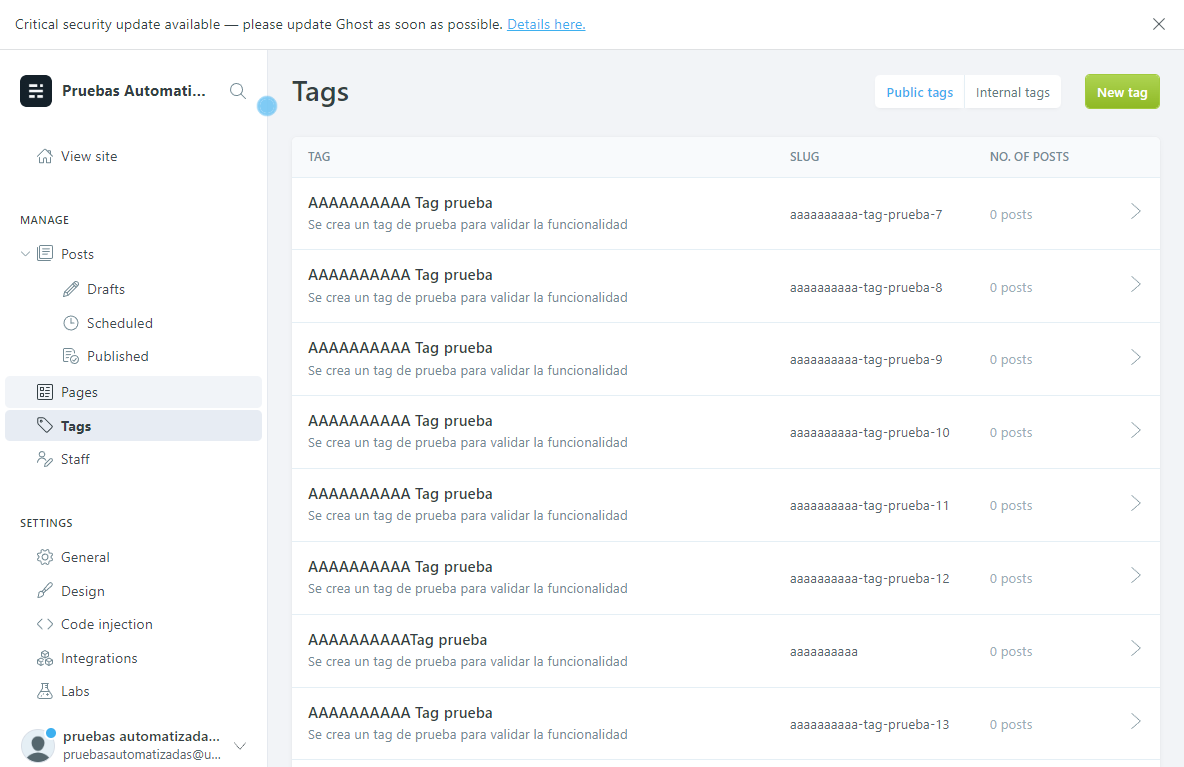 Critical security update available — please update Ghost as soon as possible. Details here.
Pruebas Automati...
View site
MANAGE
Posts
Drafts
Scheduled
Published
Pages
Tags
Staff
SETTINGS
General
Design
Code injection
Integrations
Labs
pruebas automatizada...
pruebasautomatizadas@u...
Tags
Public tags
Internal tags
New tag
TAG SLUG NO. OF POSTS
AAAAAAAAAA Tag prueba
Se crea un tag de prueba para validar la funcionalidad
aaaaaaaaaa-tag-prueba-7 0 posts
AAAAAAAAAA Tag prueba
Se crea un tag de prueba para validar la funcionalidad
aaaaaaaaaa-tag-prueba-8 0 posts
AAAAAAAAAA Tag prueba
Se crea un tag de prueba para validar la funcionalidad
aaaaaaaaaa-tag-prueba-9 0 posts
AAAAAAAAAA Tag prueba
Se crea un tag de prueba para validar la funcionalidad
aaaaaaaaaa-tag-prueba-10 0 posts
AAAAAAAAAA Tag prueba
Se crea un tag de prueba para validar la funcionalidad
aaaaaaaaaa-tag-prueba-11 0 posts
AAAAAAAAAA Tag prueba
Se crea un tag de prueba para validar la funcionalidad
aaaaaaaaaa-tag-prueba-12 0 posts
AAAAAAAAAATag prueba
Se crea un tag de prueba para validar la funcionalidad
aaaaaaaaaa 0 posts
AAAAAAAAAA Tag prueba
Se crea un tag de prueba para validar la funcionalidad
aaaaaaaaaa-tag-prueba-13 0 posts